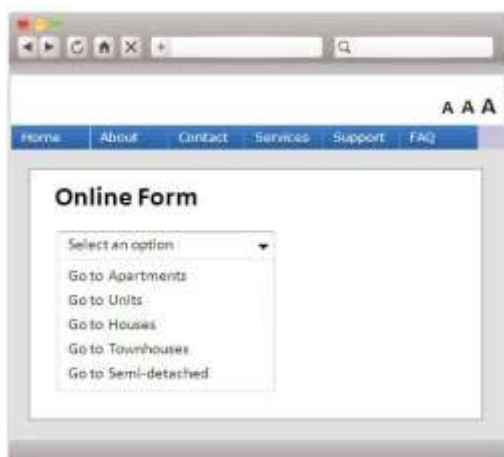 A A A
Home About Contact Services Support FAQ
Online Form
Select an option
Go to Apartments
Go to Units
Go to Houses
Go to Townhouses
Go to Semi-detached